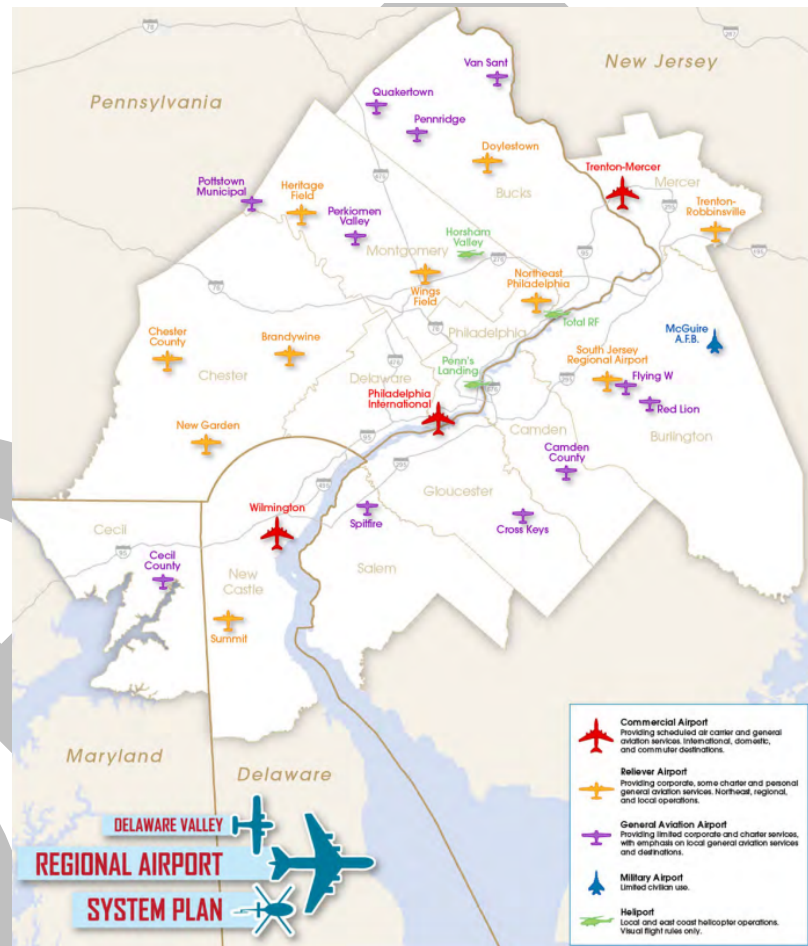 New Jersey
Van Sant
Pennsylvania
Quakertown
Pennridge
Doylestown
Trenton-Mercer
Bucks
Mercer
Pottstown
Municipal
Heritage
Field
Perkiomen
Valley
Trenton-
Robbinsville
Horsham
Valley
Montgomery
Wings
Field
Northeast
Philadelphia
Total RF
Philadelphia
McGuire
A.F.B.
Chester
County
Brandywine
Chester
Delaware
Penn's
Landing
South Jersey
Regional Airport
Flying W
Red Lion
Philadelphia
International
New Garden
Camden
Burlington
Camden
County
Gloucester
Wilmington
Spitfire
Cross Keys
Cecil
Cecil
County
New
Castle
Salem
Summit
Maryland
Delaware
DELAWARE VALLEY
REGIONAL AIRPORT
SYSTEM PLAN
Commercial Airport
Providing scheduled air carrier and general
aviation services. International, domestic,
and commuter destinations.
Reliever Airport
Providing corporate, some charter and personal
general aviation services. Northeast, regional,
and local operations.
General Aviation Airport
Providing limited corporate and charter services,
with emphasis on local general aviation services
and destinations.
Military Airport
Limited civilian use.
Heliport
Local and east coast helicopter operations.
Visual flight rules only.